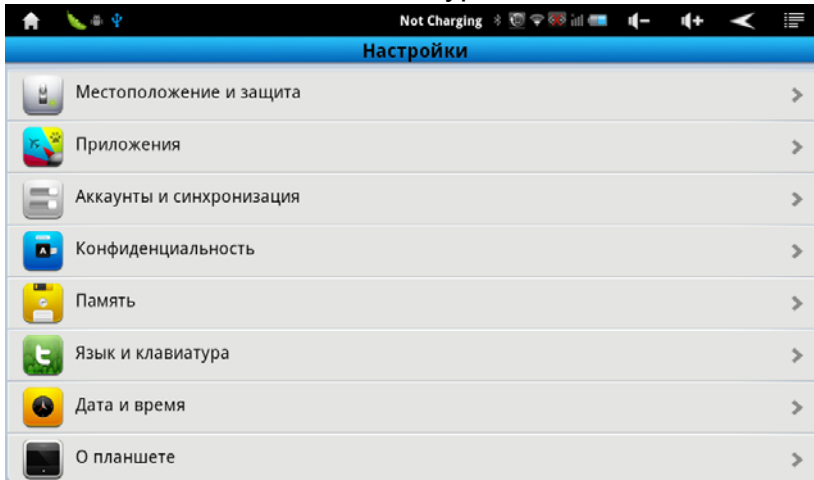 Not Charging
Настройки
Местоположение и защита
Приложения
Аккаунты и синхронизация
Конфиденциальность
A
Память
Язык и клавиатура
Дата и время
О планшете